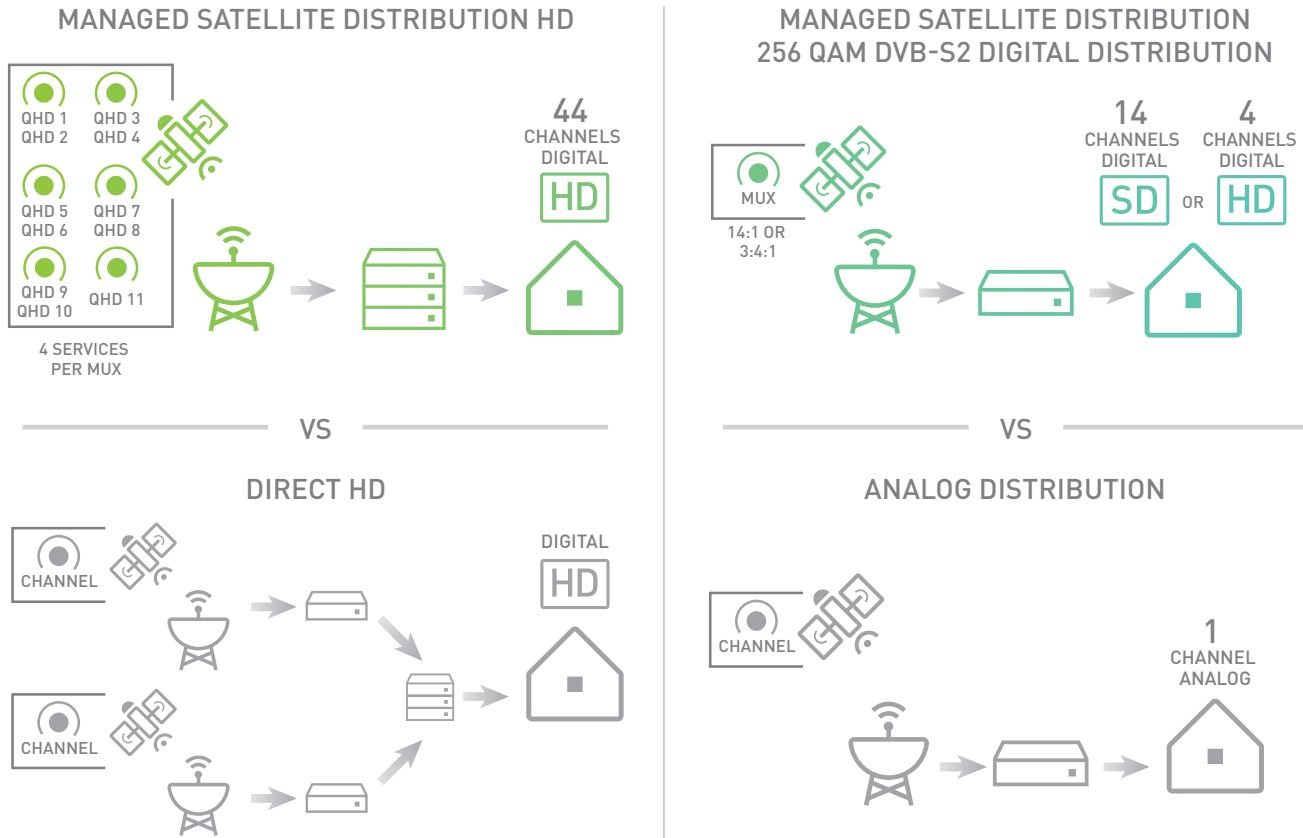 MANAGED SATELLITE DISTRIBUTION HD
QHD 1
QHD 2
QHD 3
QHD 4
QHD 5
QHD 6
QHD 7
QHD 8
QHD 9
QHD 10
QHD 11
4 SERVICES
PER MUX
44
CHANNELS
DIGITAL
HD
VS
DIRECT HD
CHANNEL
CHANNEL
DIGITAL
HD
MANAGED SATELLITE DISTRIBUTION
256 QAM DVB-S2 DIGITAL DISTRIBUTION
MUX
14:1 OR
3:4:1
14
CHANNELS
DIGITAL
SD
OR
4
CHANNELS
DIGITAL
HD
VS
ANALOG DISTRIBUTION
CHANNEL
1
CHANNEL
ANALOG